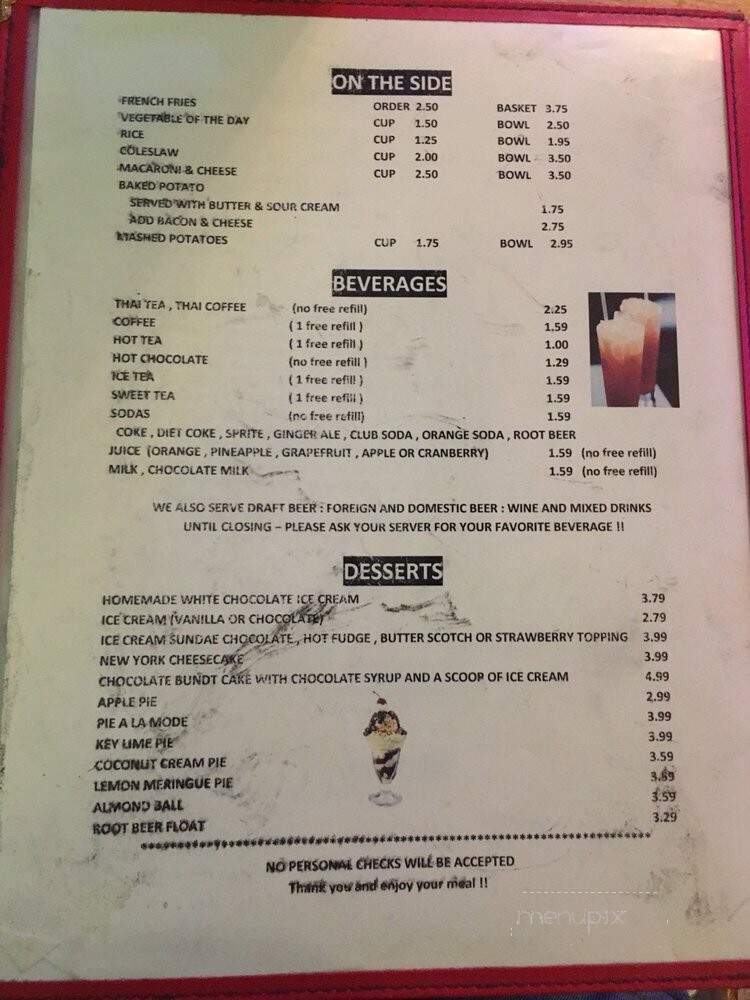 ON THE SIDE
FRENCH FRIES ORDER 2.50 BASKET 3.75
VEGETABLE OF THE DAY CUP 1.50 BOWL 2.50
RICE CUP 1.25 BOWL 1.95
COLESLAW CUP 2.00 BOWL 3.50
MACARONI & CHEESE CUP 2.50 BOWL 3.50
BAKED POTATO
SERVED WITH BUTTER & SOUR CREAM 1.75
ADD BACON & CHEESE 2.75
MASHED POTATOES CUP 1.75 BOWL 2.95
BEVERAGES
THAI TEA , THAI COFFEE (no free refill) 2.25
COFFEE ( 1 free refill ) 1.59
HOT TEA ( 1 free refill ) 1.00
HOT CHOCOLATE (no free refill ) 1.29
ICE TEA ( 1 free refill ) 1.59
SWEET TEA ( 1 free refill ) 1.59
SODAS (no free refill) 1.59
COKE , DIET COKE , SPRITE , GINGER ALE , CLUB SODA , ORANGE SODA , ROOT BEER
JUICE (ORANGE , PINEAPPLE , GRAPEFRUIT , APPLE OR CRANBERRY) 1.59 (no free refill)
MILK , CHOCOLATE MILK 1.59 (no free refill)
WE ALSO SERVE DRAFT BEER : FOREIGN AND DOMESTIC BEER : WINE AND MIXED DRINKS
UNTIL CLOSING – PLEASE ASK YOUR SERVER FOR YOUR FAVORITE BEVERAGE !!
DESSERTS
HOMEMADE WHITE CHOCOLATE ICE CREAM 3.79
ICE CREAM (VANILLA OR CHOCOLATE) 2.79
ICE CREAM SUNDAE CHOCOLATE , HOT FUDGE , BUTTER SCOTCH OR STRAWBERRY TOPPING 3.99
NEW YORK CHEESECAKE 3.99
CHOCOLATE BUNDT CAKE WITH CHOCOLATE SYRUP AND A SCOOP OF ICE CREAM 4.99
APPLE PIE 2.99
PIE A LA MODE 3.99
KEY LIME PIE 3.99
COCONUT CREAM PIE 3.59
LEMON MERINGUE PIE
ALMOND BALL 3.59
ROOT BEER FLOAT 3.29
NO PERSONAL CHECKS WILL BE ACCEPTED
Thank you and enjoy your meal !!
menupix